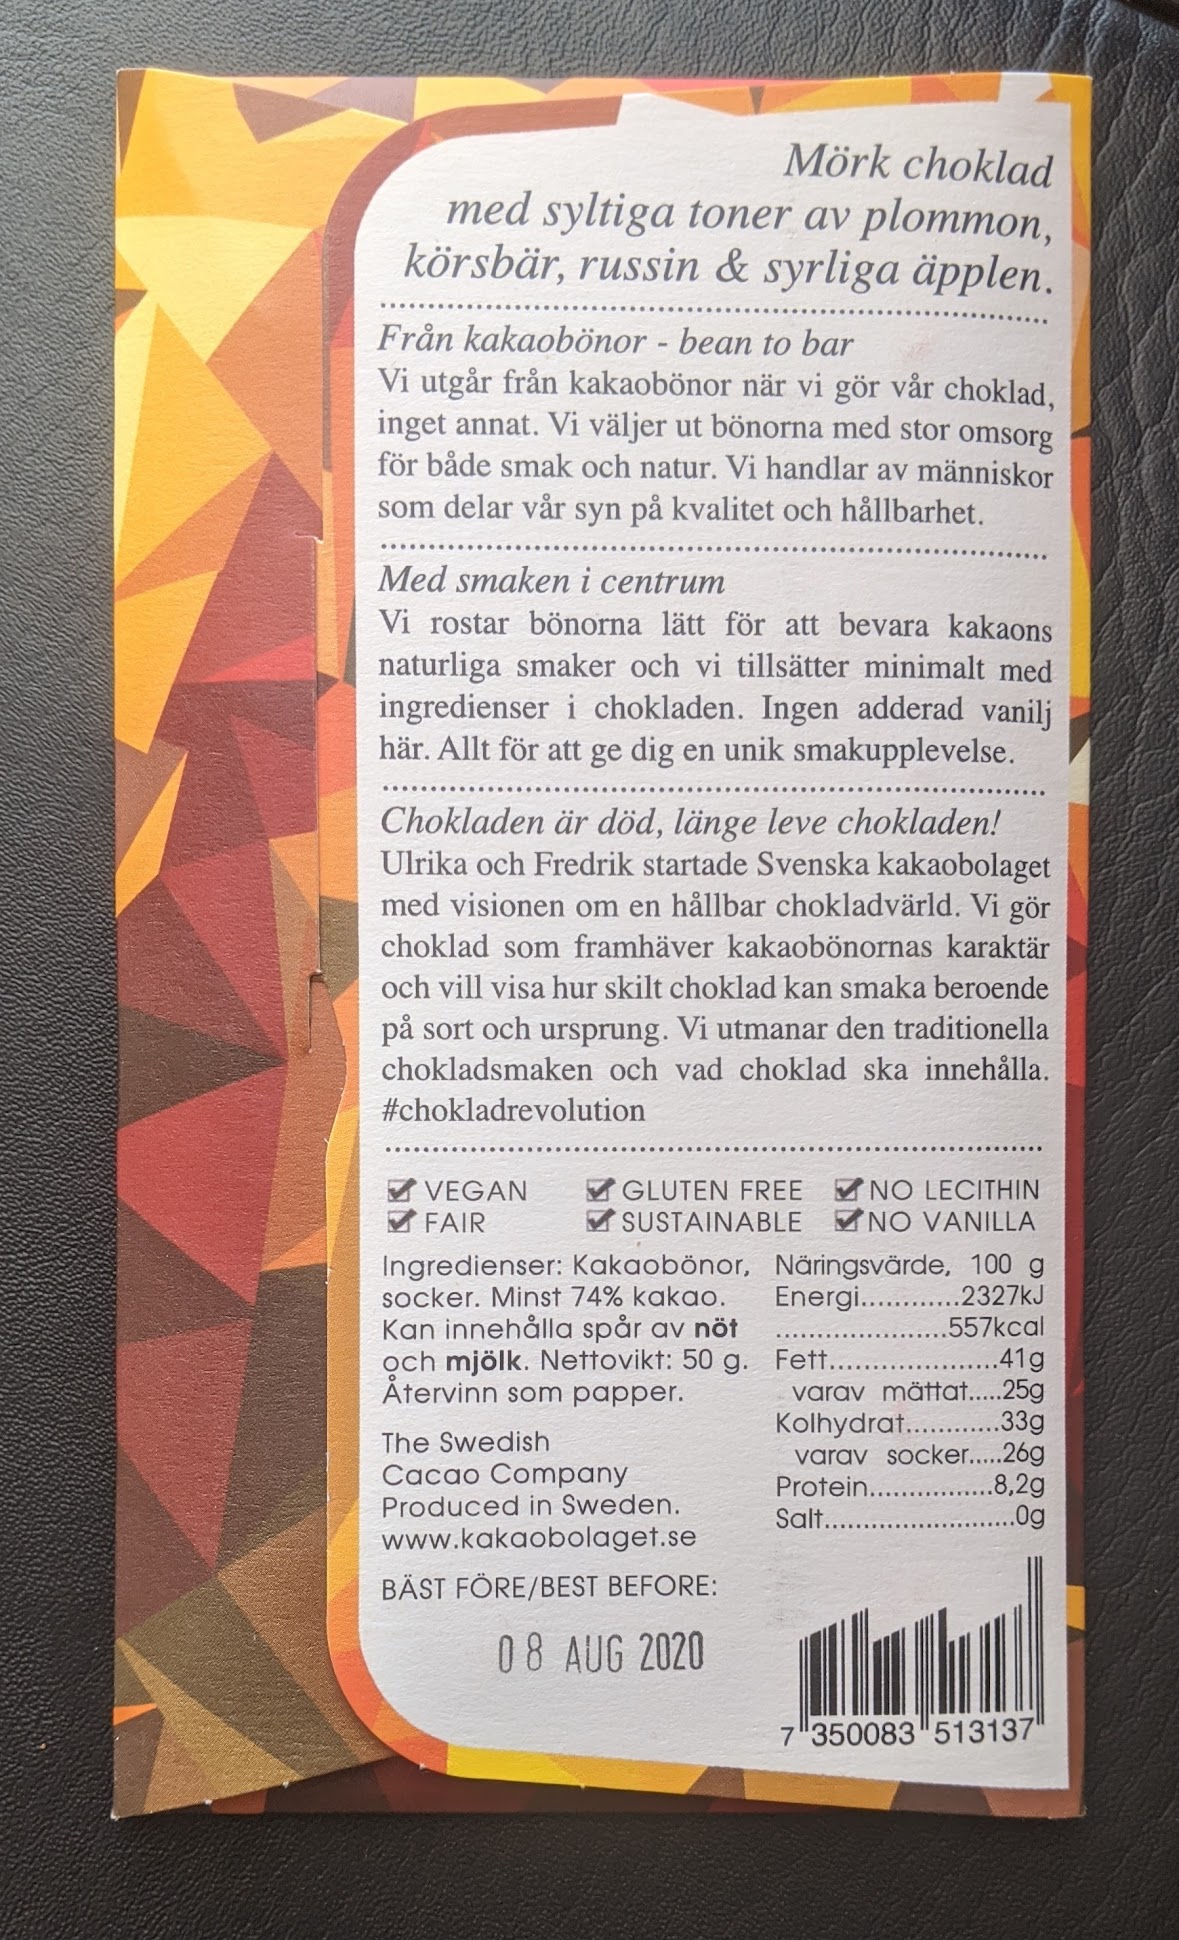 Mörk choklad
med syltiga toner av plommon,
körsbär, russin & syrliga äpplen.
Från kakaobönor - bean to bar
Vi utgår från kakaobönor när vi gör vår choklad,
inget annat. Vi väljer ut bönorna med stor omsorg
för både smak och natur. Vi handlar av människor
som delar vår syn på kvalitet och hållbarhet.
Med smaken i centrum
Vi rostar bönorna lätt för att bevara kakaons
naturliga smaker och vi tillsätter minimalt med
ingredienser i chokladen. Ingen adderad vanilj
här. Allt för att ge dig en unik smakupplevelse.
Chokladen är död, länge leve chokladen!
Ulrika och Fredrik startade Svenska kakaobolaget
med visionen om en hållbar chokladvärld. Vi gör
choklad som framhäver kakaobönornas karaktär
och vill visa hur skilt choklad kan smaka beroende
på sort och ursprung. Vi utmanar den traditionella
chokladsmaken och vad choklad ska innehålla.
#chokladrevolution
VEGAN GLUTEN FREE NO LECITHIN
FAIR SUSTAINABLE NO VANILLA
Ingredienser: Kakaobönor,
socker. Minst 74% kakao.
Kan innehålla spår av nöt
och mjölk. Nettovikt: 50 g.
Återvinn som papper.
The Swedish
Cacao Company
Produced in Sweden.
www.kakaobolaget.se
BÄST FÖRE/BEST BEFORE:
08 AUG 2020
Näringsvärde, 100 g
Energi............2327kJ
.....................557kcal
Fett.....................41g
varav mättat.....25g
Kolhydrat............33g
varav socker.....26g
Protein................8,2g
Salt..........................0g
7 350083 513137